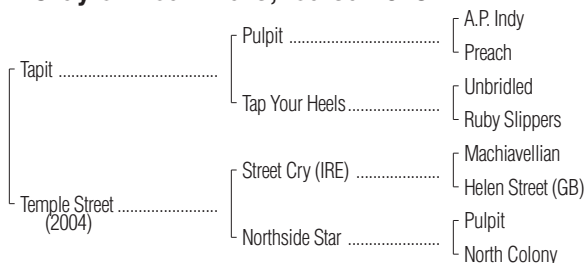 A.P. Indy
Pulpit
Preach
Tapit
Unbridled
Tap Your Heels
Ruby Slippers
Machiavellian
Street Cry (IRE)
Helen Street (GB)
Temple Street
(2004)
Pulpit
Northside Star
North Colony